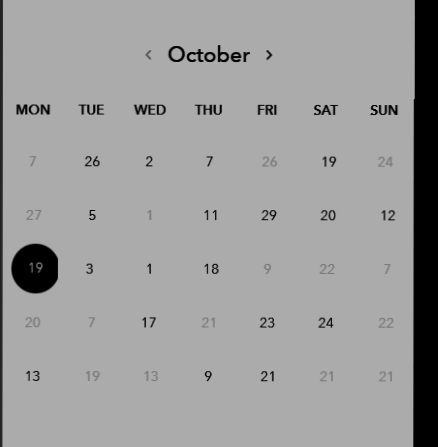 ‹ October ›
MON TUE WED THU FRI SAT SUN
7 26 2 7 26 19 24
27 5 1 11 29 20 12
19 3 1 18 9 22 7
20 7 17 21 23 24 22
13 19 13 9 21 21 21